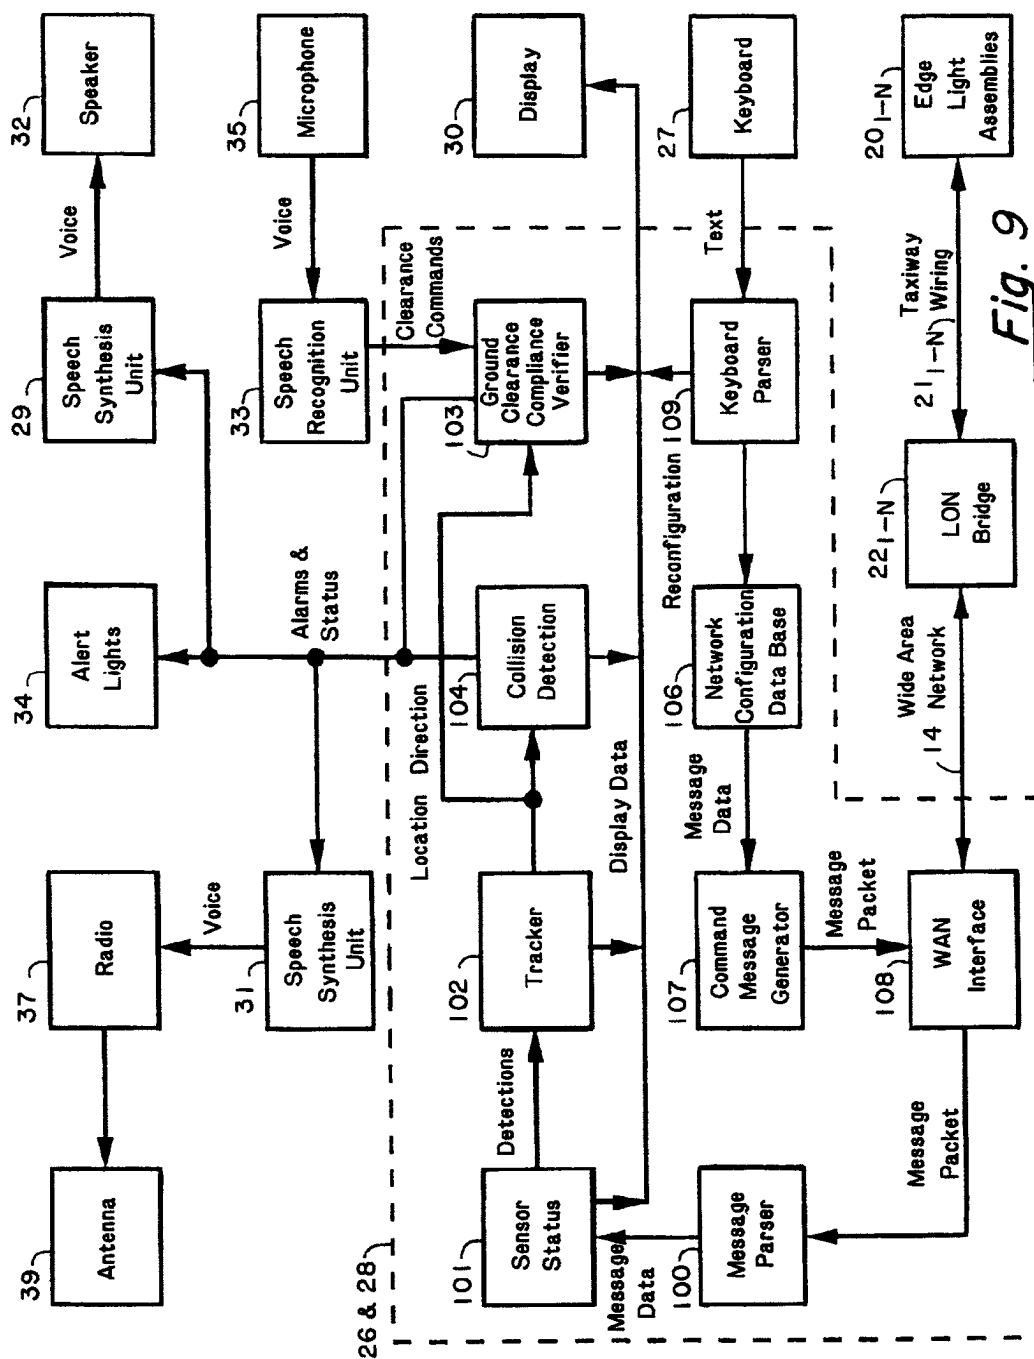 39
Antenna
37
Radio
34
Alert
Lights
29
Speech
Synthesis
Unit
Voice
32
Speaker
31
Speech
Synthesis
Unit
Voice
Alarms &
Status
33
Speech
Recognition
Unit
Voice
35
Microphone
26 & 28
Location
Direction
Clearance
Commands
101
Sensor
Status
Detections
102
Tracker
104
Collision
Detection
103
Ground
Clearance
Compliance
Verifier
30
Display
Message
Data
Display Data
100
Message
Parser
107
Command
Message
Generator
Message
Data
106
Network
Configuration
Data Base
Reconfiguration
109
Keyboard
Parser
Text
27
Keyboard
Message
Packet
Message
Packet
108
WAN
Interface
Wide Area
14 Network
22 1-N
LON
Bridge
Taxiway
21 1-N Wiring
20 1-N
Edge
Light
Assemblies
Fig. 9